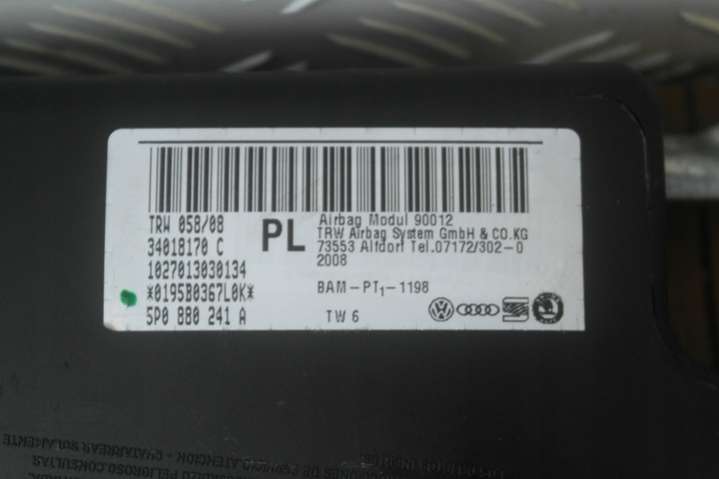 TRW 058/08
34018170 C
1027013030134
*0195B0367L0K*
5P0 880 241 A
PL
Airbag Modul 90012
TRW Airbag System GmbH & CO.KG
73553 Alfdorf Tel.07172/302-0
2008
BAM-PT1-1198
TW 6